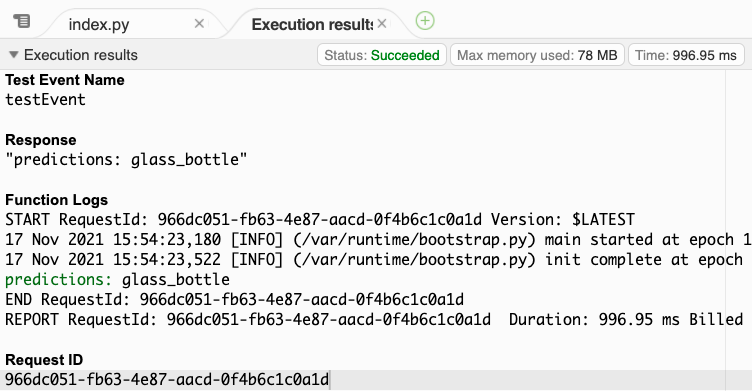 index.py
Execution results
Execution results
Status: Succeeded
Max memory used: 78 MB
Time: 996.95 ms
Test Event Name
testEvent
Response
"predictions: glass_bottle"
Function Logs
START RequestId: 966dc051-fb63-4e87-aacd-0f4b6c1c0a1d Version: $LATEST
17 Nov 2021 15:54:23,180 [INFO] (/var/runtime/bootstrap.py) main started at epoch 1
17 Nov 2021 15:54:23,522 [INFO] (/var/runtime/bootstrap.py) init complete at epoch
predictions: glass_bottle
END RequestId: 966dc051-fb63-4e87-aacd-0f4b6c1c0a1d
REPORT RequestId: 966dc051-fb63-4e87-aacd-0f4b6c1c0a1d Duration: 996.95 ms Billed
Request ID
966dc051-fb63-4e87-aacd-0f4b6c1c0a1d